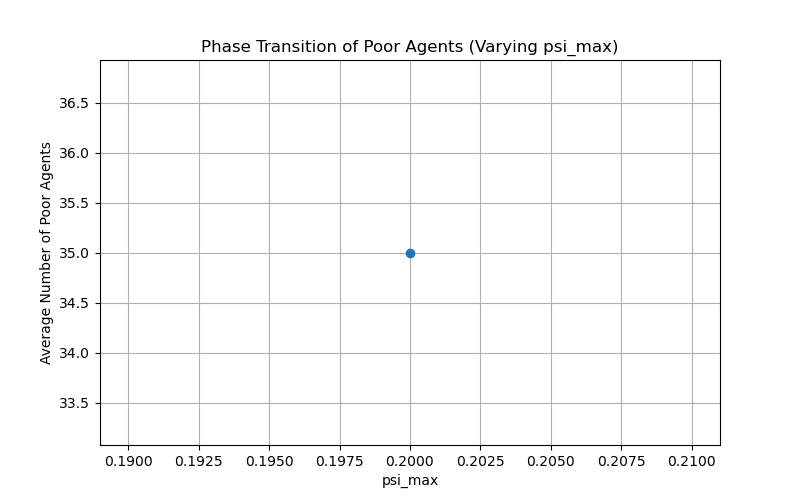 Phase Transition of Poor Agents (Varying psi_max)
Average Number of Poor Agents
36.5
36.0
35.5
35.0
34.5
34.0
33.5
0.1900 0.1925 0.1950 0.1975 0.2000 0.2025 0.2050 0.2075 0.2100
psi_max